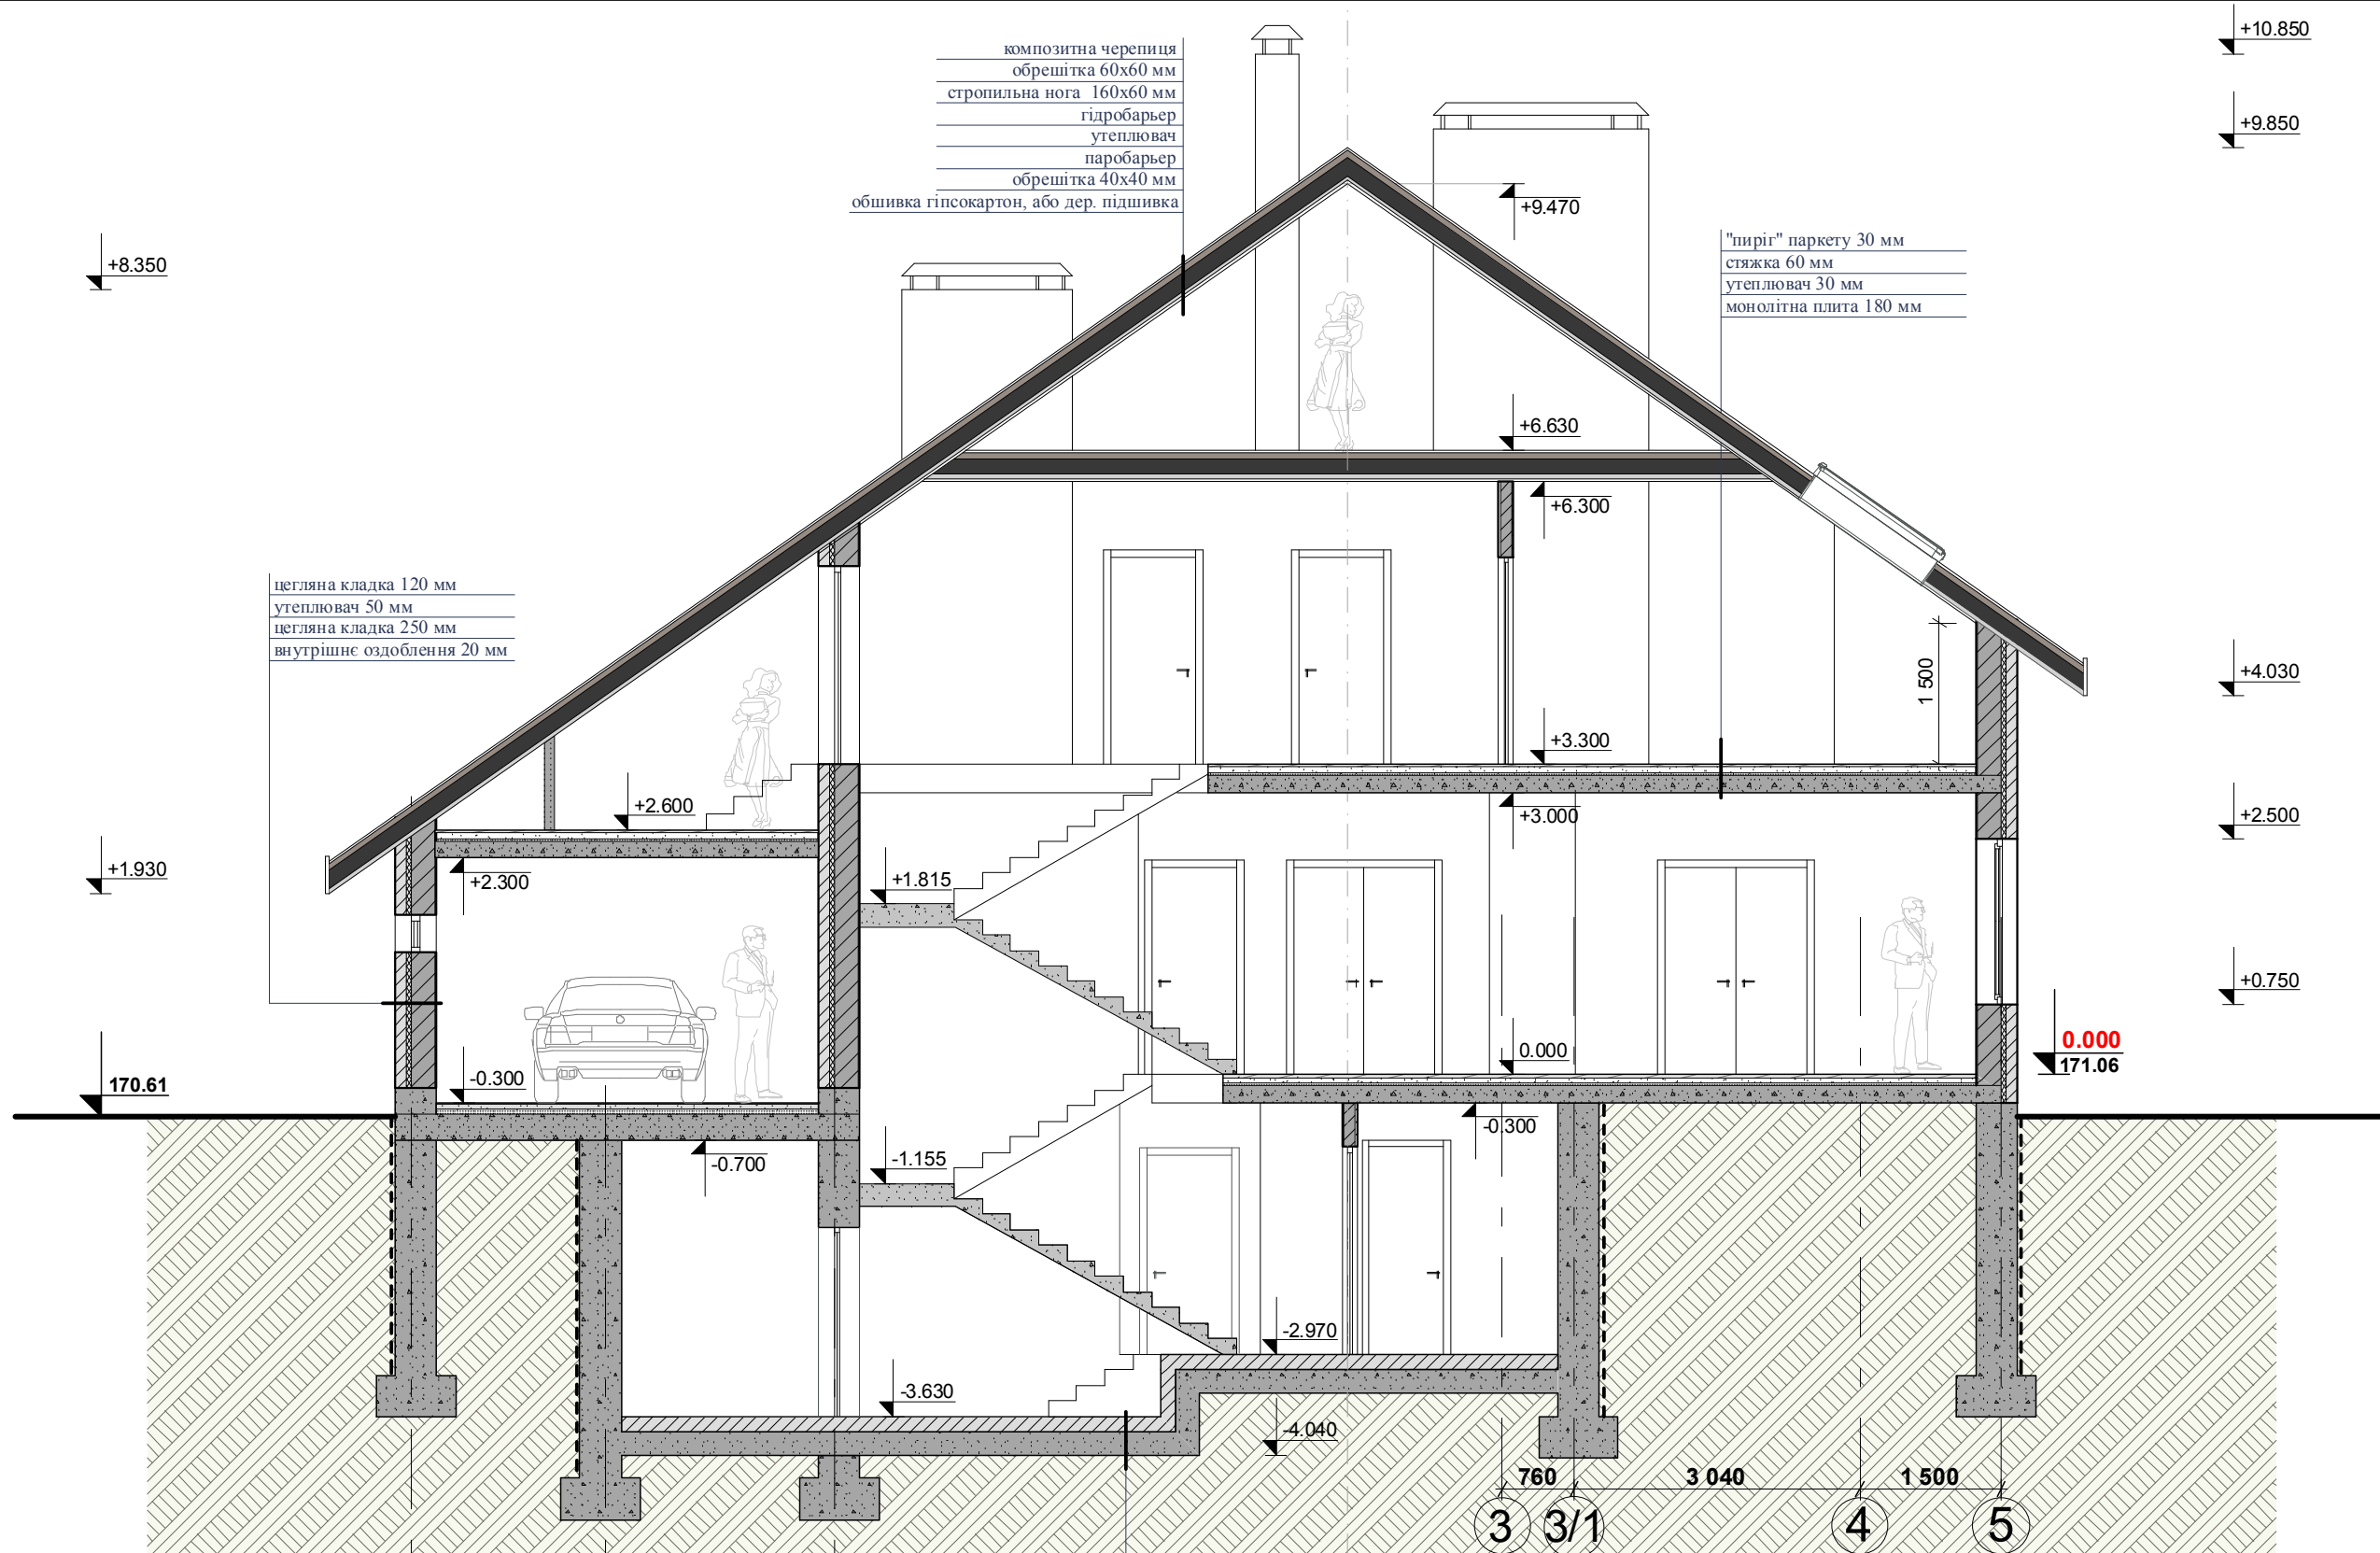 +10.850
композитна черепиця
обрешітка 60х60 мм
стропильна нога 160х60 мм
гідробарьер
утеплювач
паробарьер
обрешітка 40х40 мм
обшивка гіпсокартон, або дер. підшивка
+9.850
+9.470
"пиріг" паркету 30 мм
стяжка 60 мм
утеплювач 30 мм
монолітна плита 180 мм
+8.350
+6.630
+6.300
цегляна кладка 120 мм
утеплювач 50 мм
цегляна кладка 250 мм
внутрішнє оздоблення 20 мм
1 500
+4.030
+3.300
+2.600
+3.000
+2.500
+1.930
+2.300
+1.815
+0.750
0.000
0.000
171.06
170.61
-0.300
-0.300
-0.700
-1.155
-2.970
-3.630
-4.040
760
3 040
1 500
3
3/1
4
5